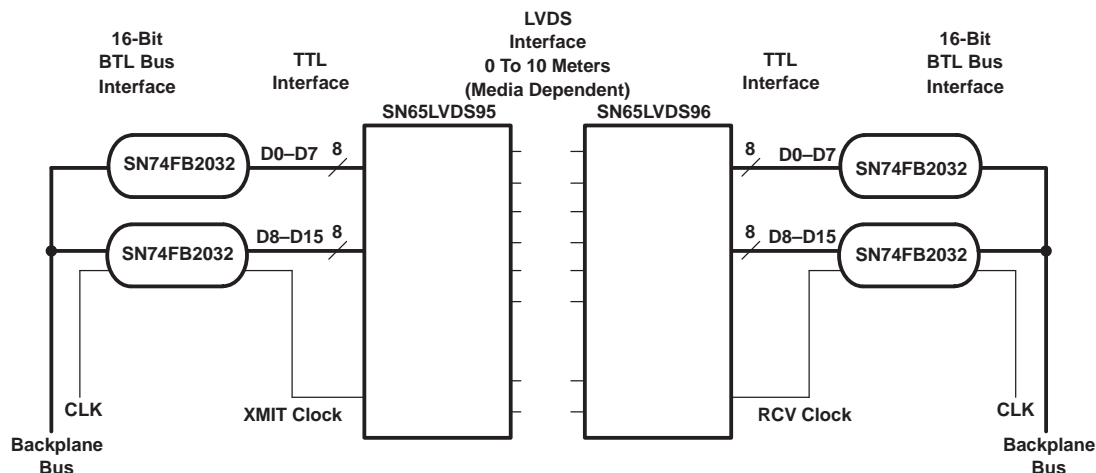 16-Bit
BTL Bus
Interface
TTL
Interface
LVDS
Interface
0 To 10 Meters
(Media Dependent)
TTL
Interface
16-Bit
BTL Bus
Interface
SN65LVDS95
SN65LVDS96
SN74FB2032
D0–D7
8
8
D0–D7
SN74FB2032
SN74FB2032
D8–D15
8
8
D8–D15
SN74FB2032
CLK
XMIT Clock
RCV Clock
CLK
Backplane
Bus
Backplane
Bus